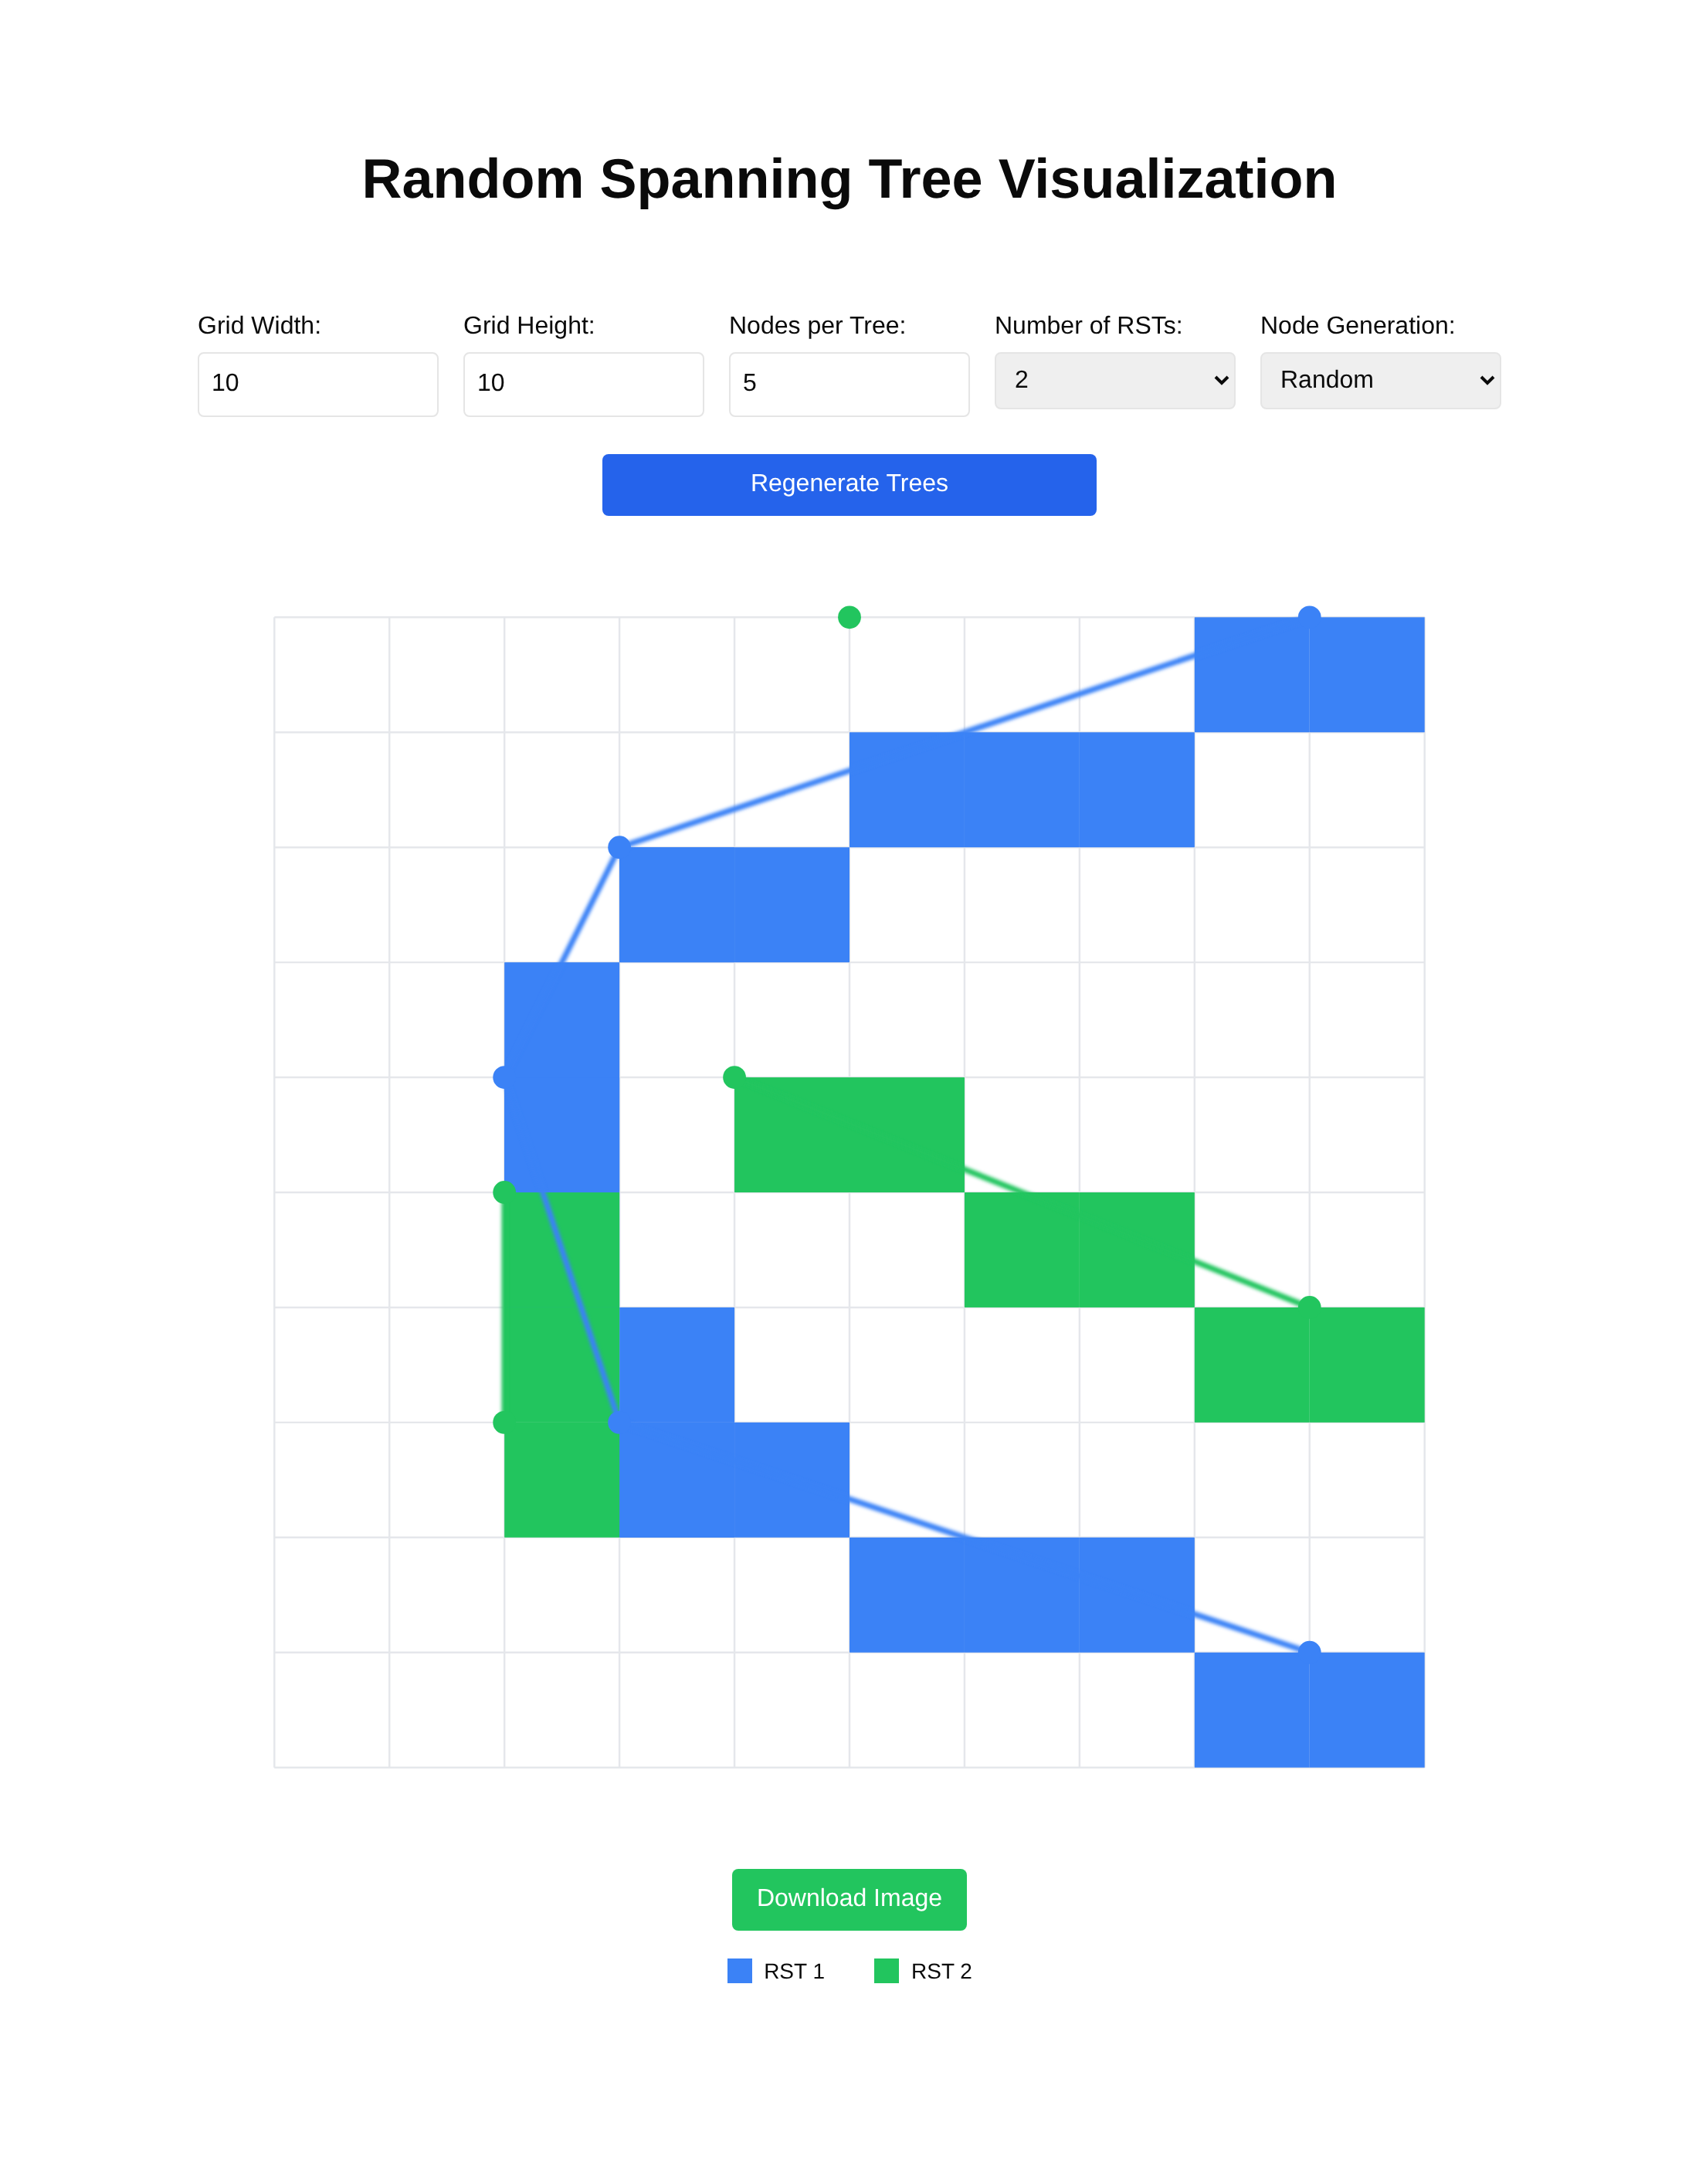 Random Spanning Tree Visualization
Grid Width: Grid Height: Nodes per Tree: Number of RSTs: Node Generation:
10 10 5 2 Random
Regenerate Trees
Download Image
RST 1 RST 2